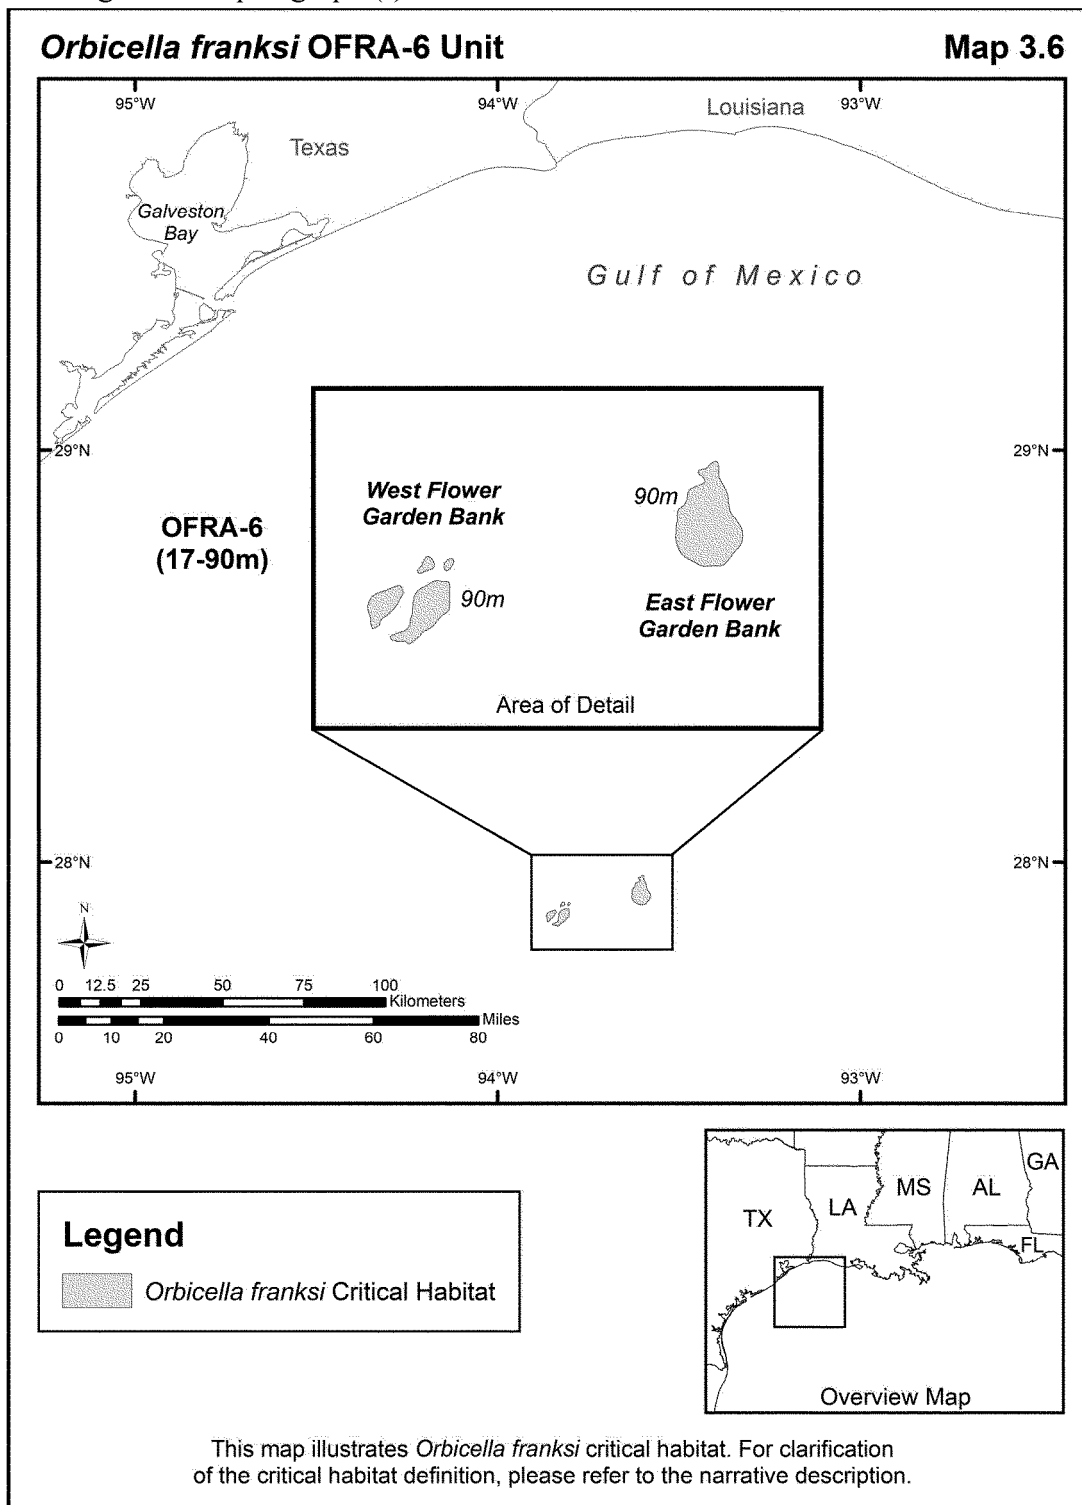 Orbicella franksi OFRA-6 Unit
Map 3.6
95°W
94°W
93°W
Louisiana
Texas
Galveston
Bay
Gulf of Mexico
29°N
29°N
West Flower
Garden Bank
90m
OFRA-6
(17-90m)
90m
East Flower
Garden Bank
Area of Detail
28°N
28°N
N
0 12.5 25 50 75 100
Kilometers
Miles
0 10 20 40 60 80
95°W
94°W
93°W
Legend
Orbicella franksi Critical Habitat
TX
LA
MS
AL
GA
FL
Overview Map
This map illustrates Orbicella franksi critical habitat. For clarification
of the critical habitat definition, please refer to the narrative description.